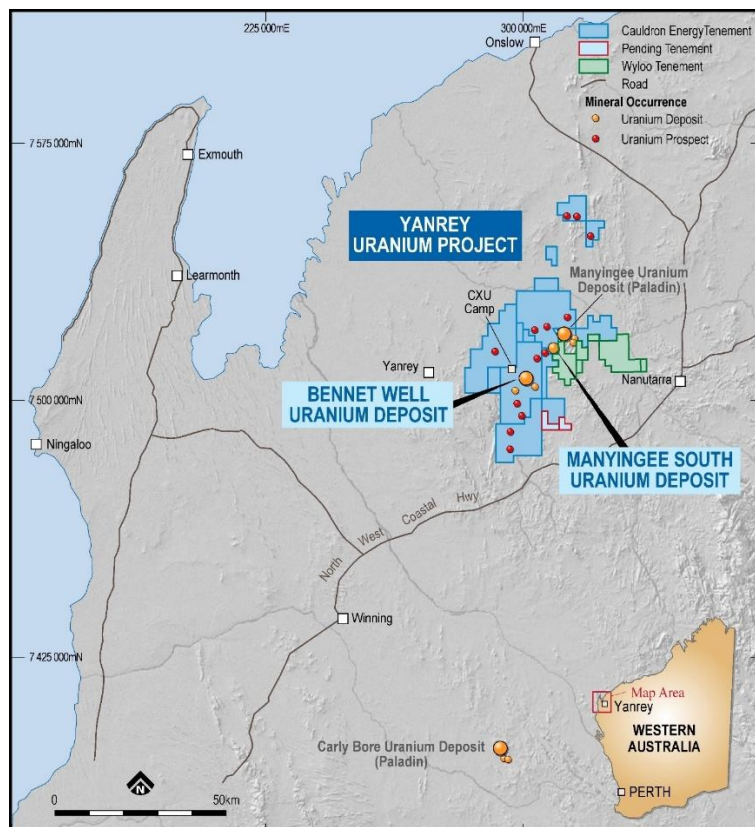 225 000mE
300 000mE
Onslow
Cauldron EnergyTenement
Pending Tenement
Wyloo Tenement
Road
Mineral Occurrence
Uranium Deposit
Uranium Prospect
7 575 000mN
Exmouth
YANREY
URANIUM PROJECT
Learmonth
Manyingee Uranium
Deposit (Paladin)
CXU
Camp
Yanrey
Nanutarra
BENNET WELL
URANIUM DEPOSIT
7 500 000mN
Ningaloo
MANYINGEE SOUTH
URANIUM DEPOSIT
North West Coastal Hwy
Winning
7 425 000mN
Map Area
Yanrey
WESTERN
AUSTRALIA
Carly Bore Uranium Deposit
(Paladin)
PERTH
0
50km